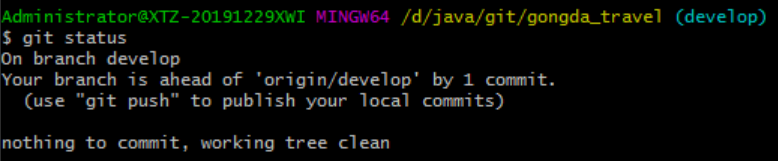 Administrator@XTZ-20191229XWI MINGW64 /d/java/git/gongda_travel (develop)
$ git status
On branch develop
Your branch is ahead of 'origin/develop' by 1 commit.
  (use "git push" to publish your local commits)

nothing to commit, working tree clean